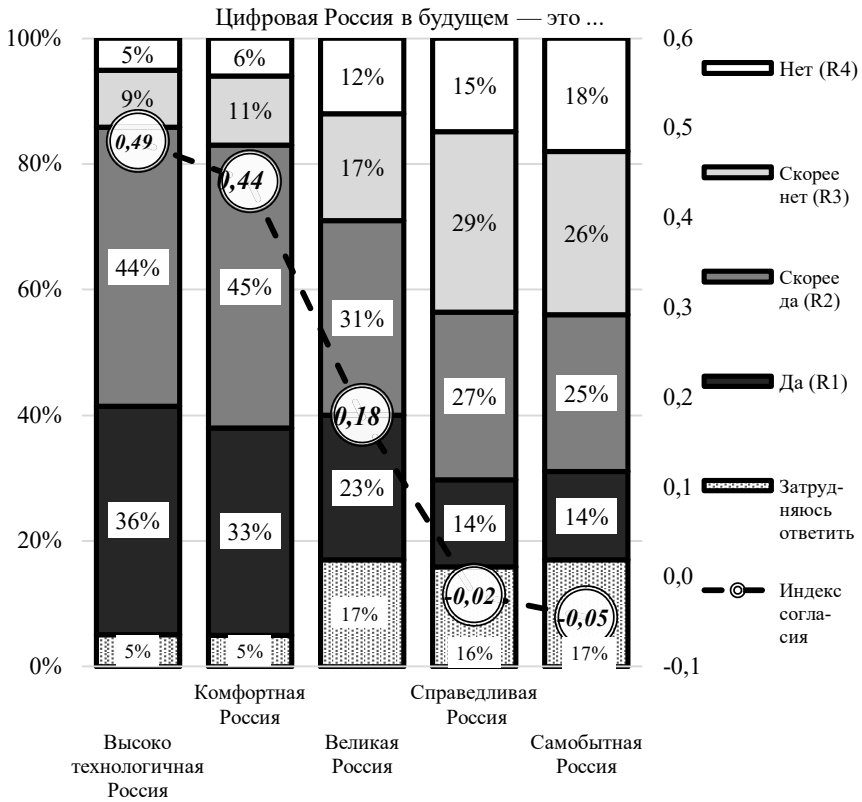 Цифровая Россия в будущем — это ...
100%
80%
60%
40%
20%
0%
5%
9%
0,49
44%
36%
5%
6%
11%
0,44
45%
33%
5%
12%
17%
31%
0,18
23%
17%
15%
29%
27%
14%
-0,02
16%
18%
26%
25%
14%
-0,05
17%
0,6
0,5
0,4
0,3
0,2
0,1
0,0
-0,1
Нет (R4)
Скорее
нет (R3)
Скорее
да (R2)
Да (R1)
Затруд-
няюсь
ответить
Индекс
согла-
сия
Высоко
технологичная
Россия
Комфортная
Россия
Великая
Россия
Справедливая
Россия
Самобытная
Россия